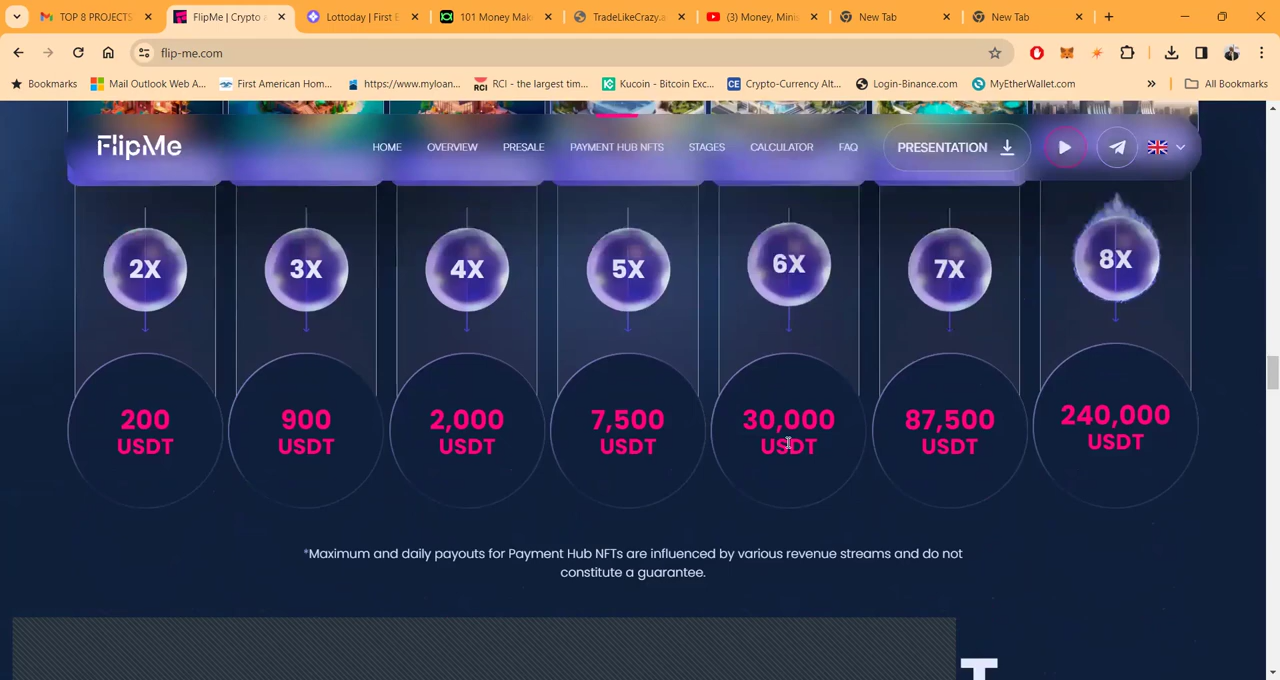 TOP 8 PROJECTS
FlipMe | Crypto
Lottoday | First E
101 Money Mak
TradeLikeCrazy.a
(3) Money, Minis
New Tab
New Tab
flip-me.com
Bookmarks
Mail Outlook Web A...
First American Hom...
https://www.myloan...
RCI
RCI - the largest tim...
Kucoin - Bitcoin Exc...
CE
Crypto-Currency Alt...
Login-Binance.com
MyEtherWallet.com
All Bookmarks
FlipMe
HOME
OVERVIEW
PRESALE
PAYMENT HUB NFTS
STAGES
CALCULATOR
FAQ
PRESENTATION
2X
3X
4X
5X
6X
7X
8X
200
USDT
900
USDT
2,000
USDT
7,500
USDT
30,000
USDT
87,500
USDT
240,000
USDT
*Maximum and daily payouts for Payment Hub NFTs are influenced by various revenue streams and do not
constitute a guarantee.